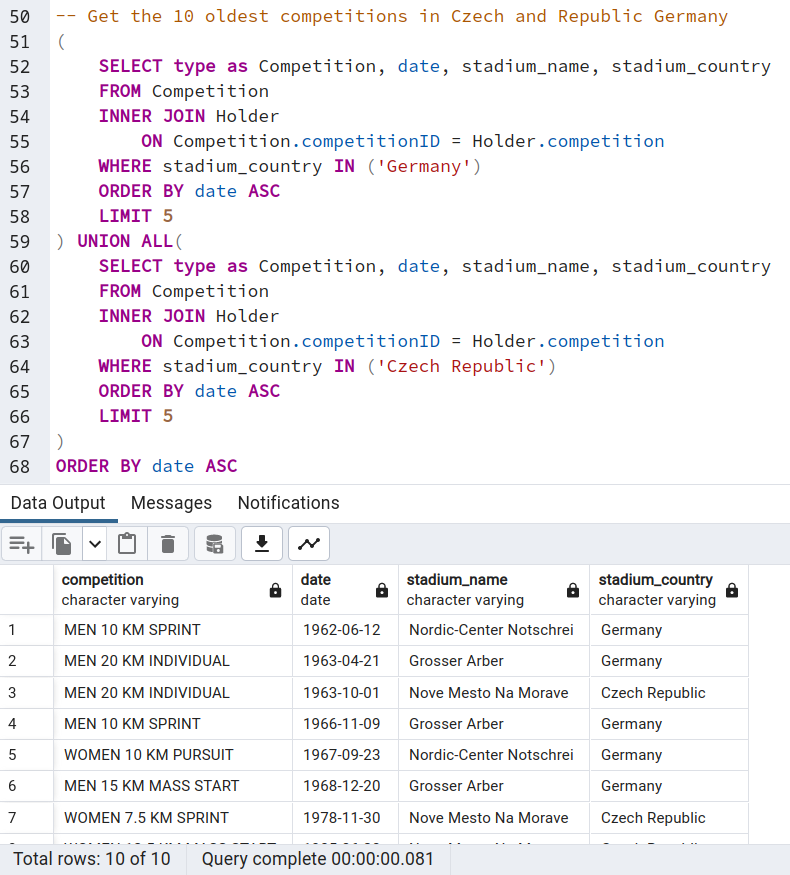 50 -- Get the 10 oldest competitions in Czech and Republic Germany
51 (
52 SELECT type as Competition, date, stadium_name, stadium_country
53 FROM Competition
54 INNER JOIN Holder
55 ON Competition.competitionID = Holder.competition
56 WHERE stadium_country IN ('Germany')
57 ORDER BY date ASC
58 LIMIT 5
59 ) UNION ALL(
60 SELECT type as Competition, date, stadium_name, stadium_country
61 FROM Competition
62 INNER JOIN Holder
63 ON Competition.competitionID = Holder.competition
64 WHERE stadium_country IN ('Czech Republic')
65 ORDER BY date ASC
66 LIMIT 5
67 )
68 ORDER BY date ASC
Data Output Messages Notifications
competition date stadium_name stadium_country
character varying date character varying character varying
1 MEN 10 KM SPRINT 1962-06-12 Nordic-Center Notschrei Germany
2 MEN 20 KM INDIVIDUAL 1963-04-21 Grosser Arber Germany
3 MEN 20 KM INDIVIDUAL 1963-10-01 Nove Mesto Na Morave Czech Republic
4 MEN 10 KM SPRINT 1966-11-09 Grosser Arber Germany
5 WOMEN 10 KM PURSUIT 1967-09-23 Nordic-Center Notschrei Germany
6 MEN 15 KM MASS START 1968-12-20 Grosser Arber Germany
7 WOMEN 7.5 KM SPRINT 1978-11-30 Nove Mesto Na Morave Czech Republic
Total rows: 10 of 10 Query complete 00:00:00.081